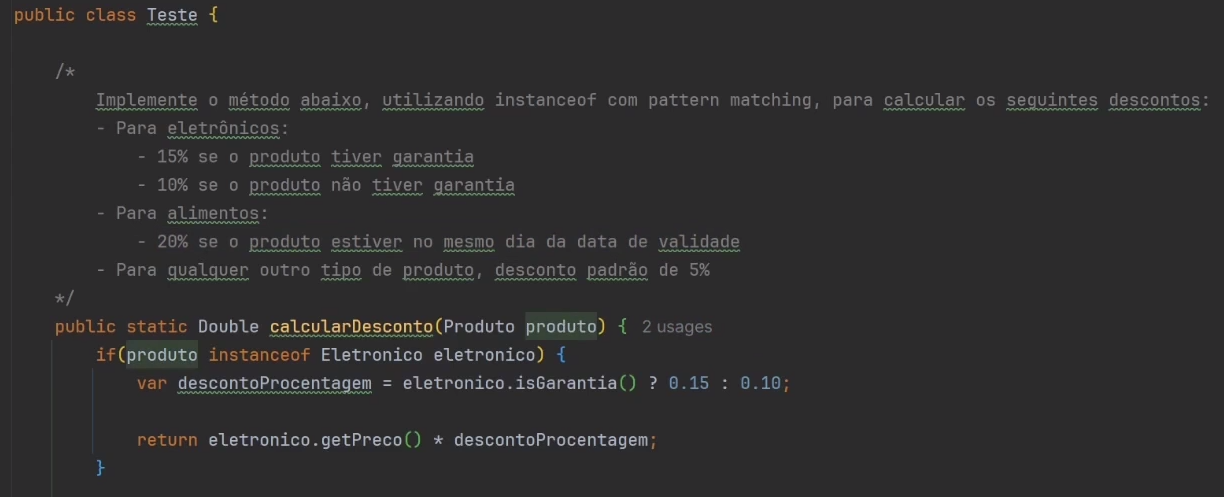 public class Teste {
/*
Implemente o método abaixo, utilizando instanceof com pattern matching, para calcular os seguintes descontos:
- Para eletrônicos:
- 15% se o produto tiver garantia
- 10% se o produto não tiver garantia
- Para alimentos:
- 20% se o produto estiver no mesmo dia da data de validade
- Para qualquer outro tipo de produto, desconto padrão de 5%
*/
public static Double calcularDesconto(Produto produto) { 2 usages
if(produto instanceof Eletronico eletronico) {
var descontoProcentagem = eletronico.isGarantia() ? 0.15 : 0.10;
return eletronico.getPreco() * descontoProcentagem;
}